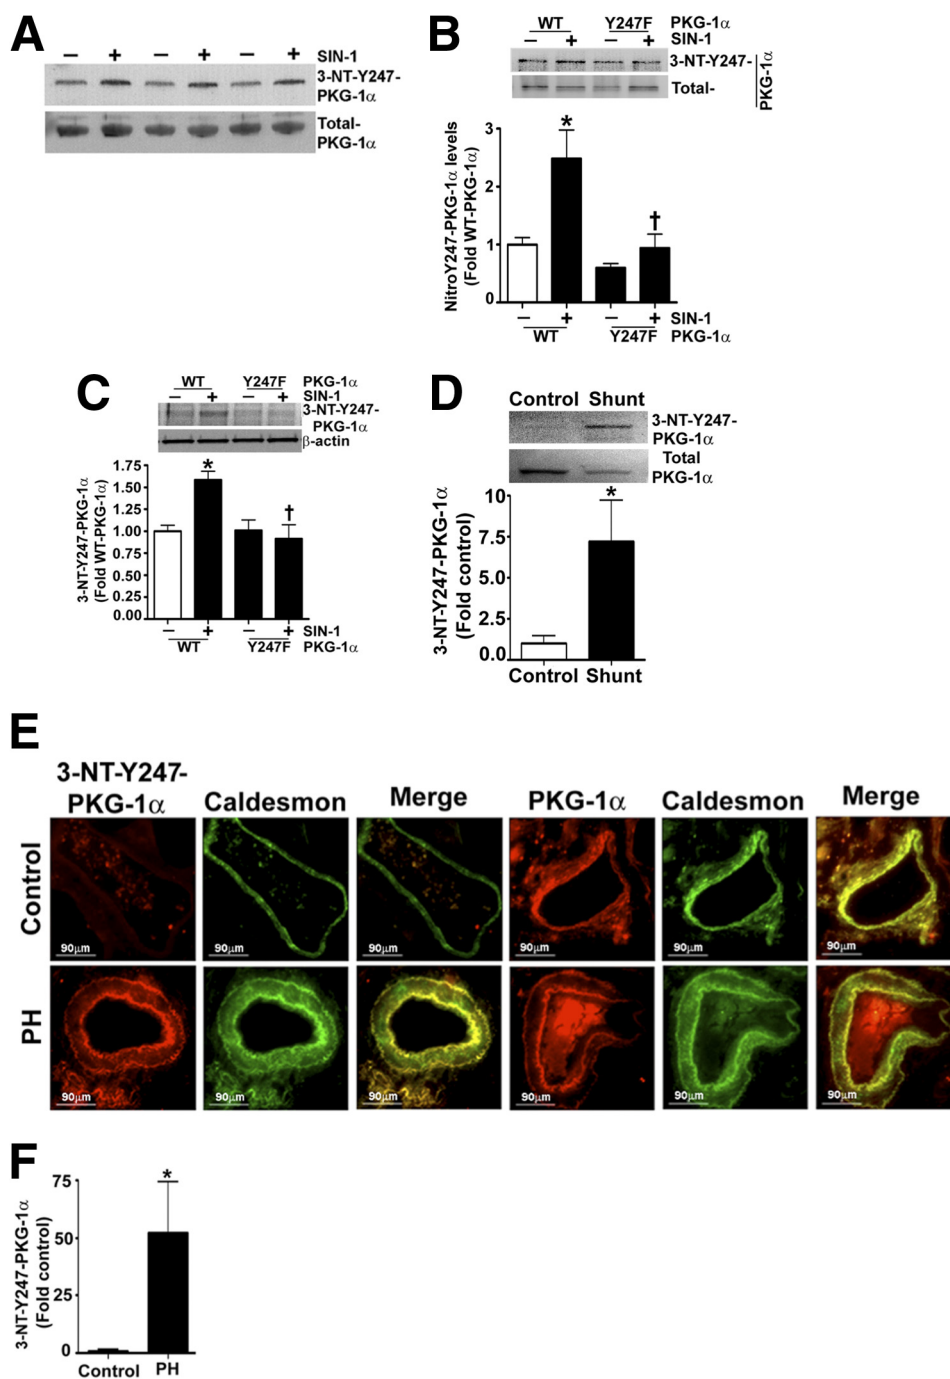 A
− + − + − + SIN-1
3-NT-Y247-
PKG-1α
Total-
PKG-1α
B
WT Y247F PKG-1α
− + − + SIN-1
3-NT-Y247-
Total-
PKG-1α
NitroY247-PKG-1α levels
(Fold WT-PKG-1α)
3
2
1
0
*
†
− + − + SIN-1
WT Y247F PKG-1α
C
WT Y247F PKG-1α
− + − + SIN-1
3-NT-Y247-
PKG-1α
β-actin
3-NT-Y247-PKG-1α
(Fold WT-PKG-1α)
1.75
1.50
1.25
1.00
0.75
0.50
0.25
0.00
*
†
− + − + SIN-1
WT Y247F PKG-1α
D
Control Shunt
3-NT-Y247-
PKG-1α
Total
PKG-1α
3-NT-Y247-PKG-1α
(Fold control)
10
7.5
5.0
2.5
0.0
*
Control Shunt
E
3-NT-Y247-
PKG-1α Caldesmon Merge PKG-1α Caldesmon Merge
Control
90μm 90μm 90μm 90μm 90μm 90μm
PH
90μm 90μm 90μm 90μm 90μm 90μm
F
3-NT-Y247-PKG-1α
(Fold control)
75
50
25
0
*
Control PH